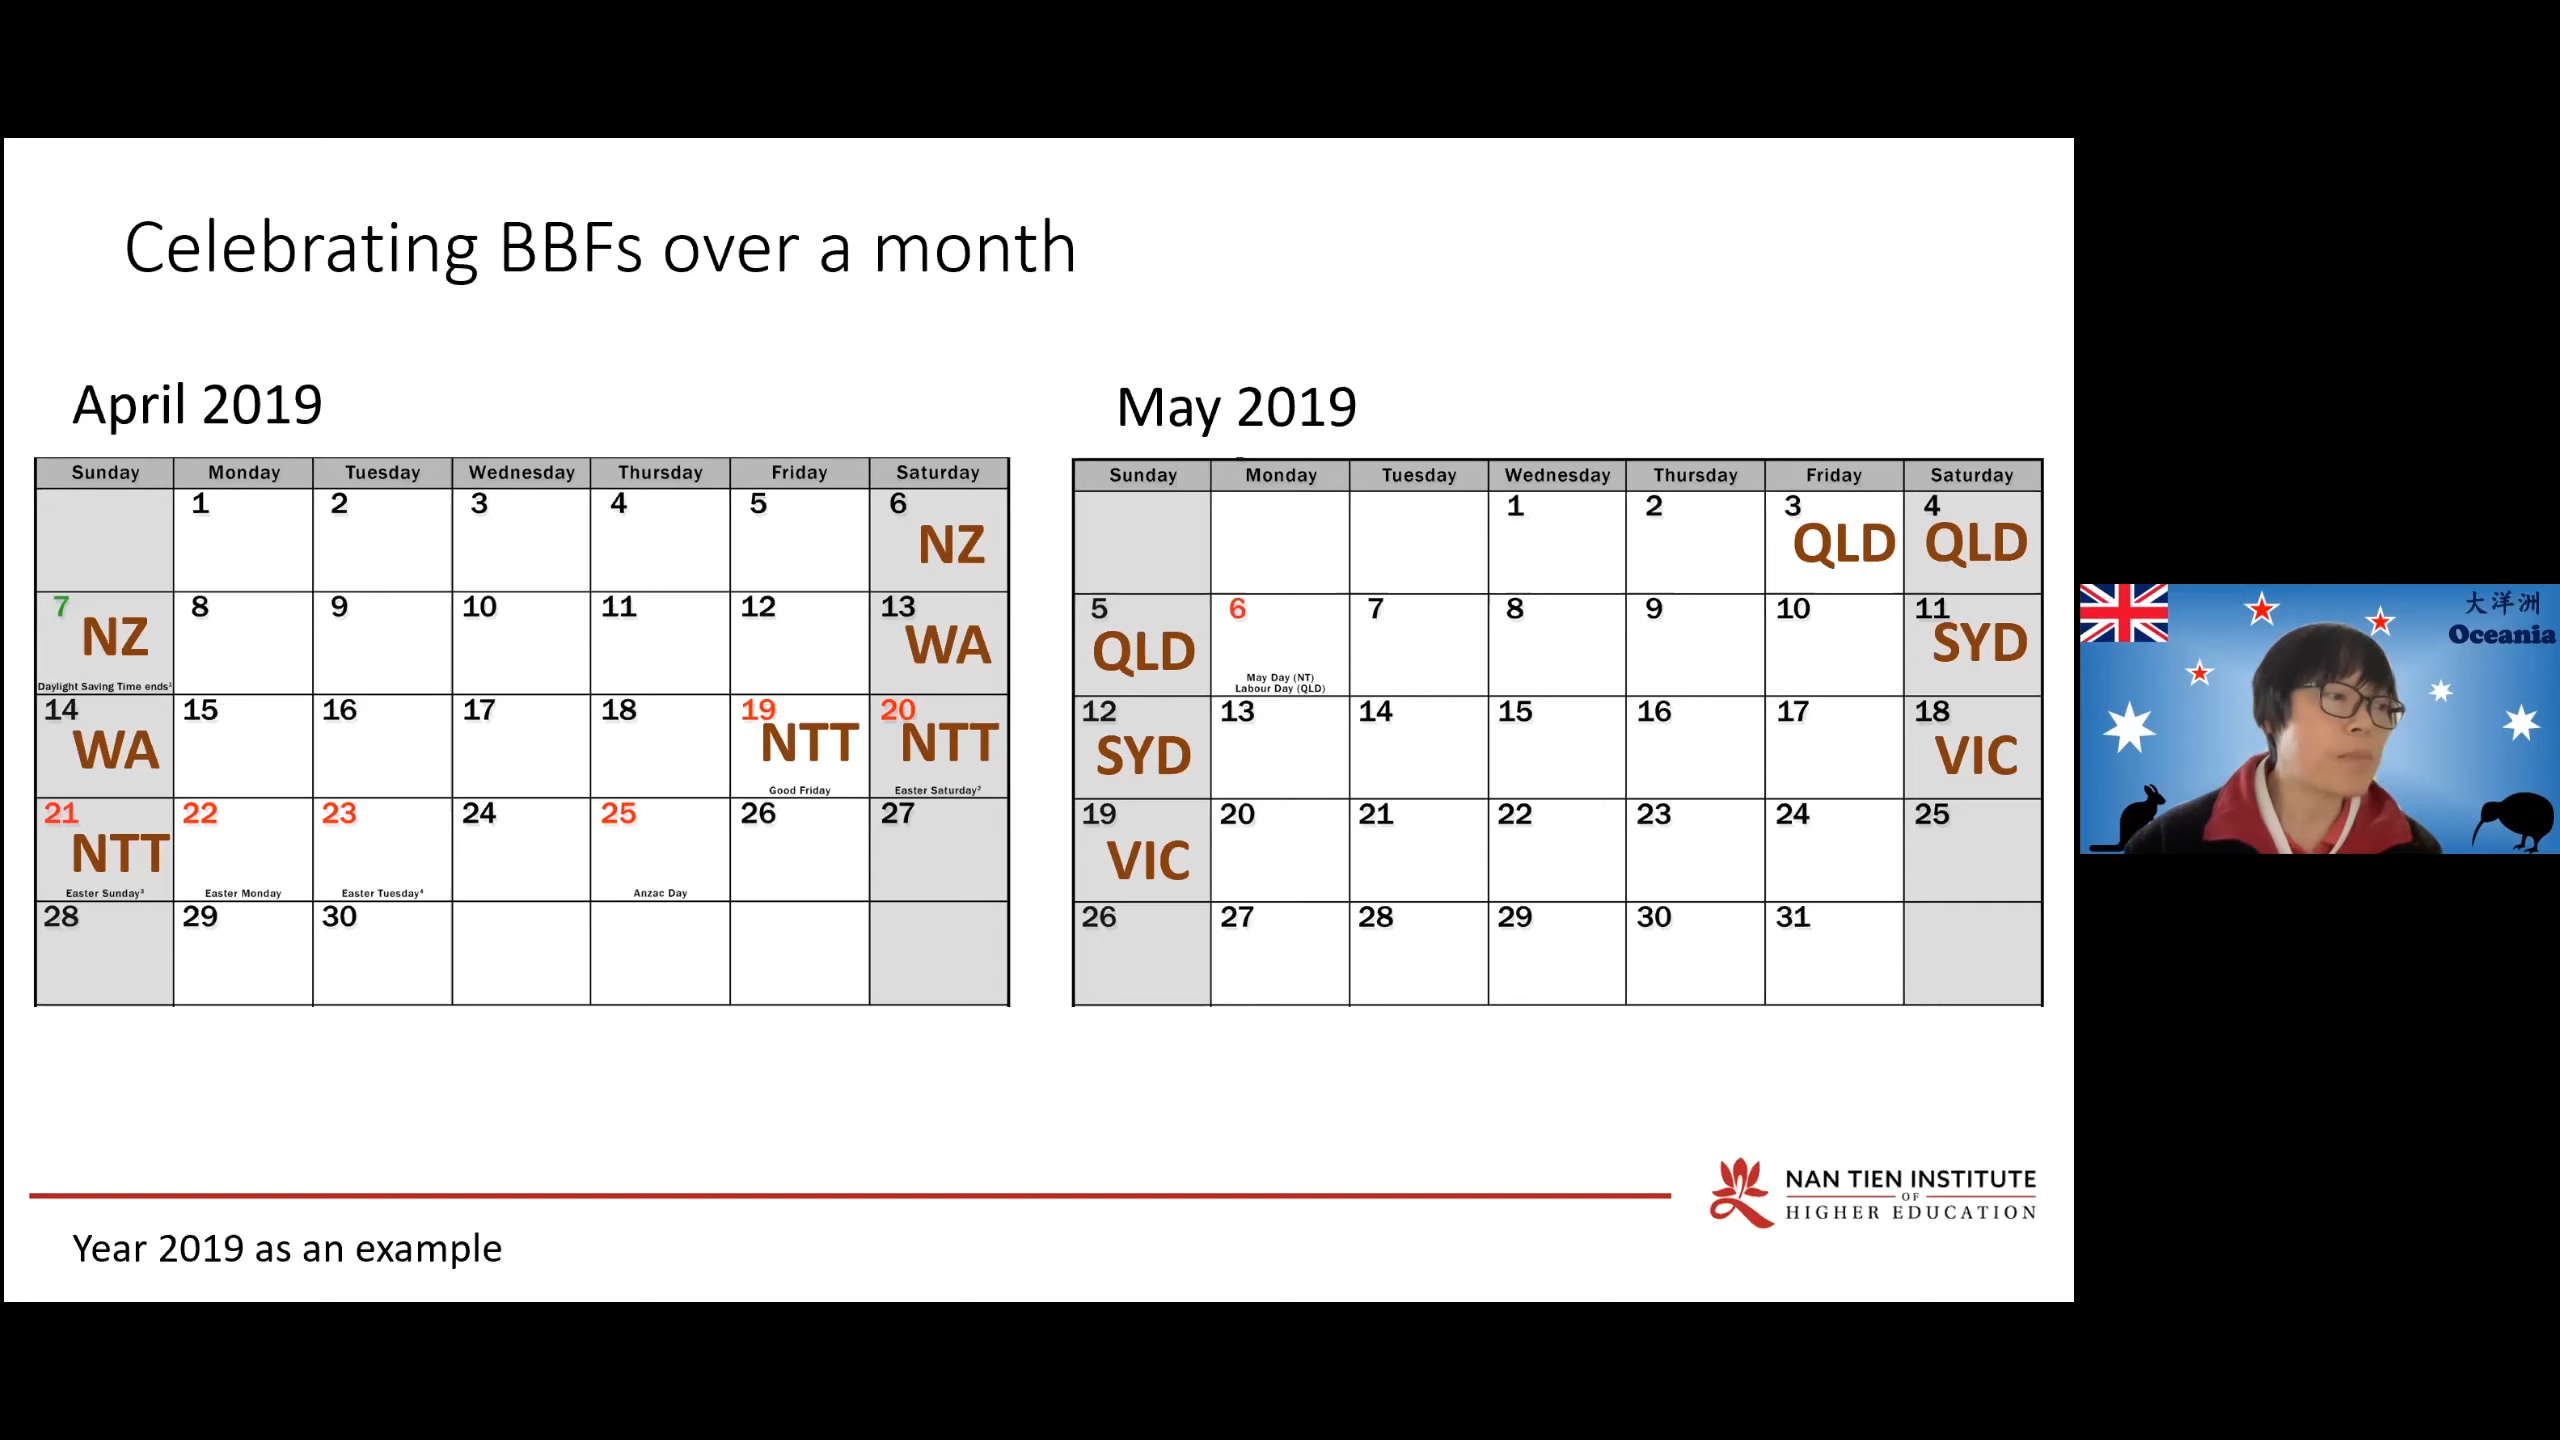 Celebrating BBFs over a month
April 2019
Sunday Monday Tuesday Wednesday Thursday Friday Saturday
1 2 3 4 5 6
NZ
7 8 9 10 11 12 13
NZ WA
Daylight Saving Time ends¹
14 15 16 17 18 19 20
WA NTT NTT
Good Friday Easter Saturday²
21 22 23 24 25 26 27
NTT
Easter Sunday³ Easter Monday Easter Tuesday⁴ Anzac Day
28 29 30
May 2019
Sunday Monday Tuesday Wednesday Thursday Friday Saturday
1 2 3 4
QLD QLD
5 6 7 8 9 10 11
QLD SYD
May Day (NT)
Labour Day (QLD)
12 13 14 15 16 17 18
SYD VIC
19 20 21 22 23 24 25
VIC
26 27 28 29 30 31
NAN TIEN INSTITUTE
OF
HIGHER EDUCATION
Year 2019 as an example
大洋洲
Oceania